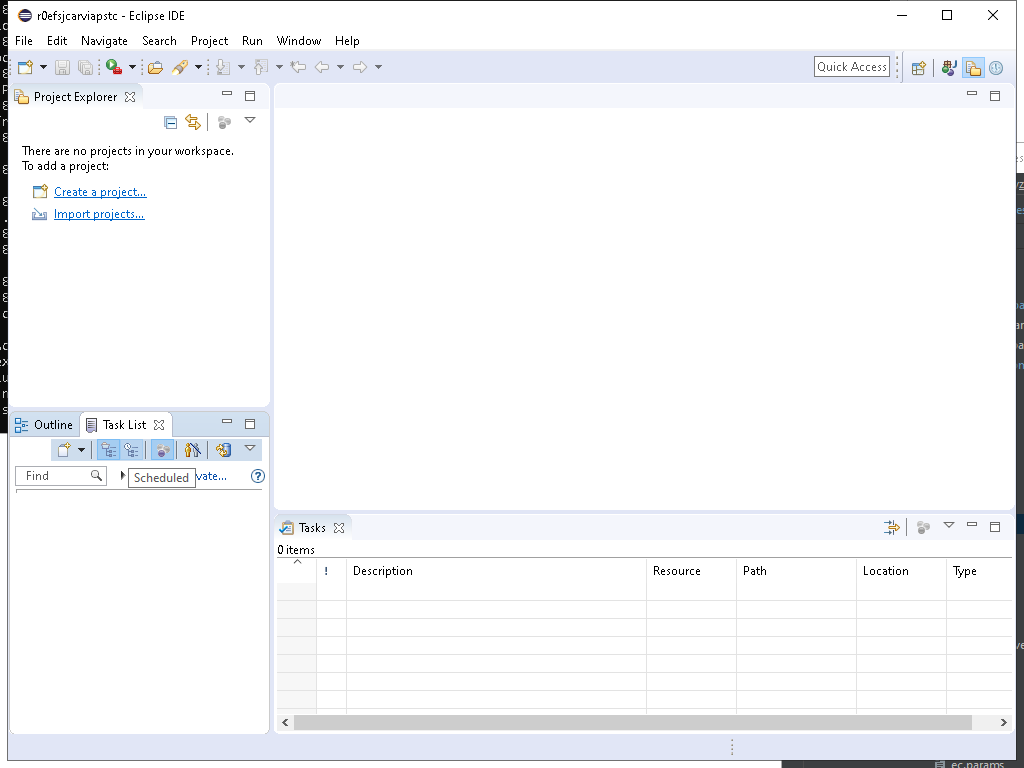 r0efsjcarviapstc - Eclipse IDE
File Edit Navigate Search Project Run Window Help
Quick Access
Project Explorer
There are no projects in your workspace.
To add a project:
Create a project...
Import projects...
Outline Task List
Find
Scheduled
vate...
Tasks
0 items
! Description Resource Path Location Type
ec.params